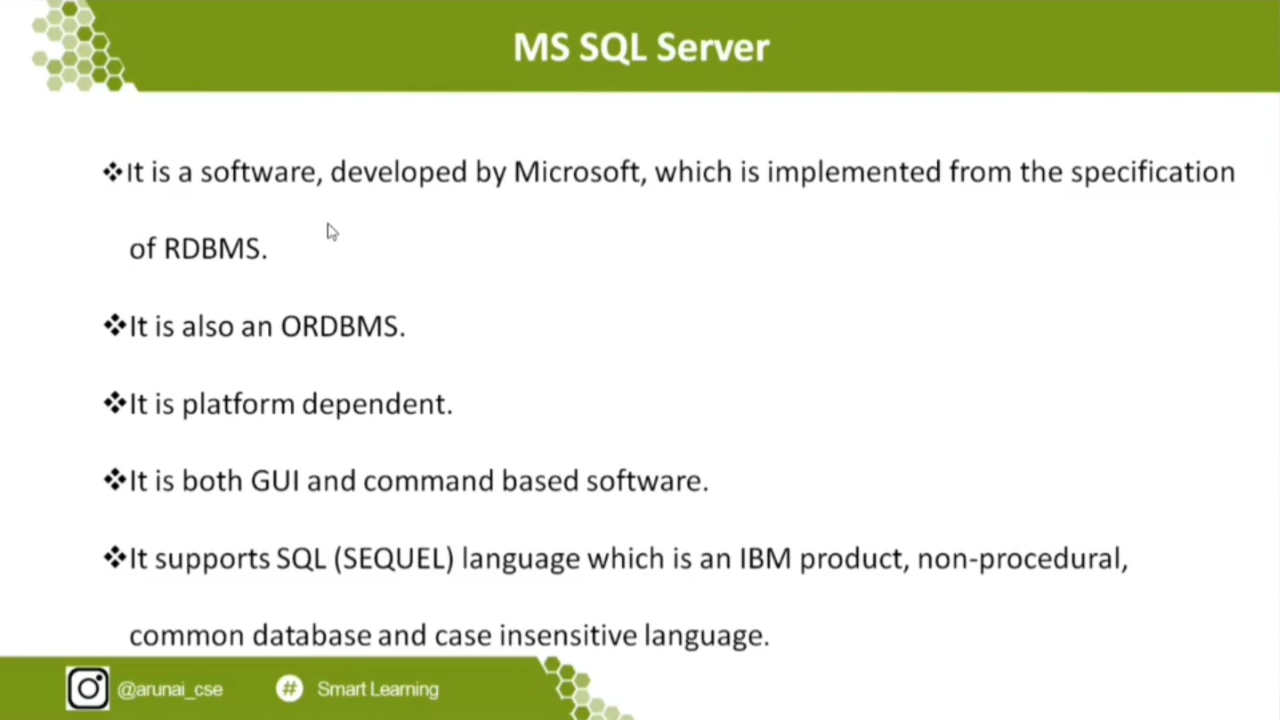 MS SQL Server
❖It is a software, developed by Microsoft, which is implemented from the specification
of RDBMS.
❖It is also an ORDBMS.
❖It is platform dependent.
❖It is both GUI and command based software.
❖It supports SQL (SEQUEL) language which is an IBM product, non-procedural,
common database and case insensitive language.
@arunai_cse # Smart Learning